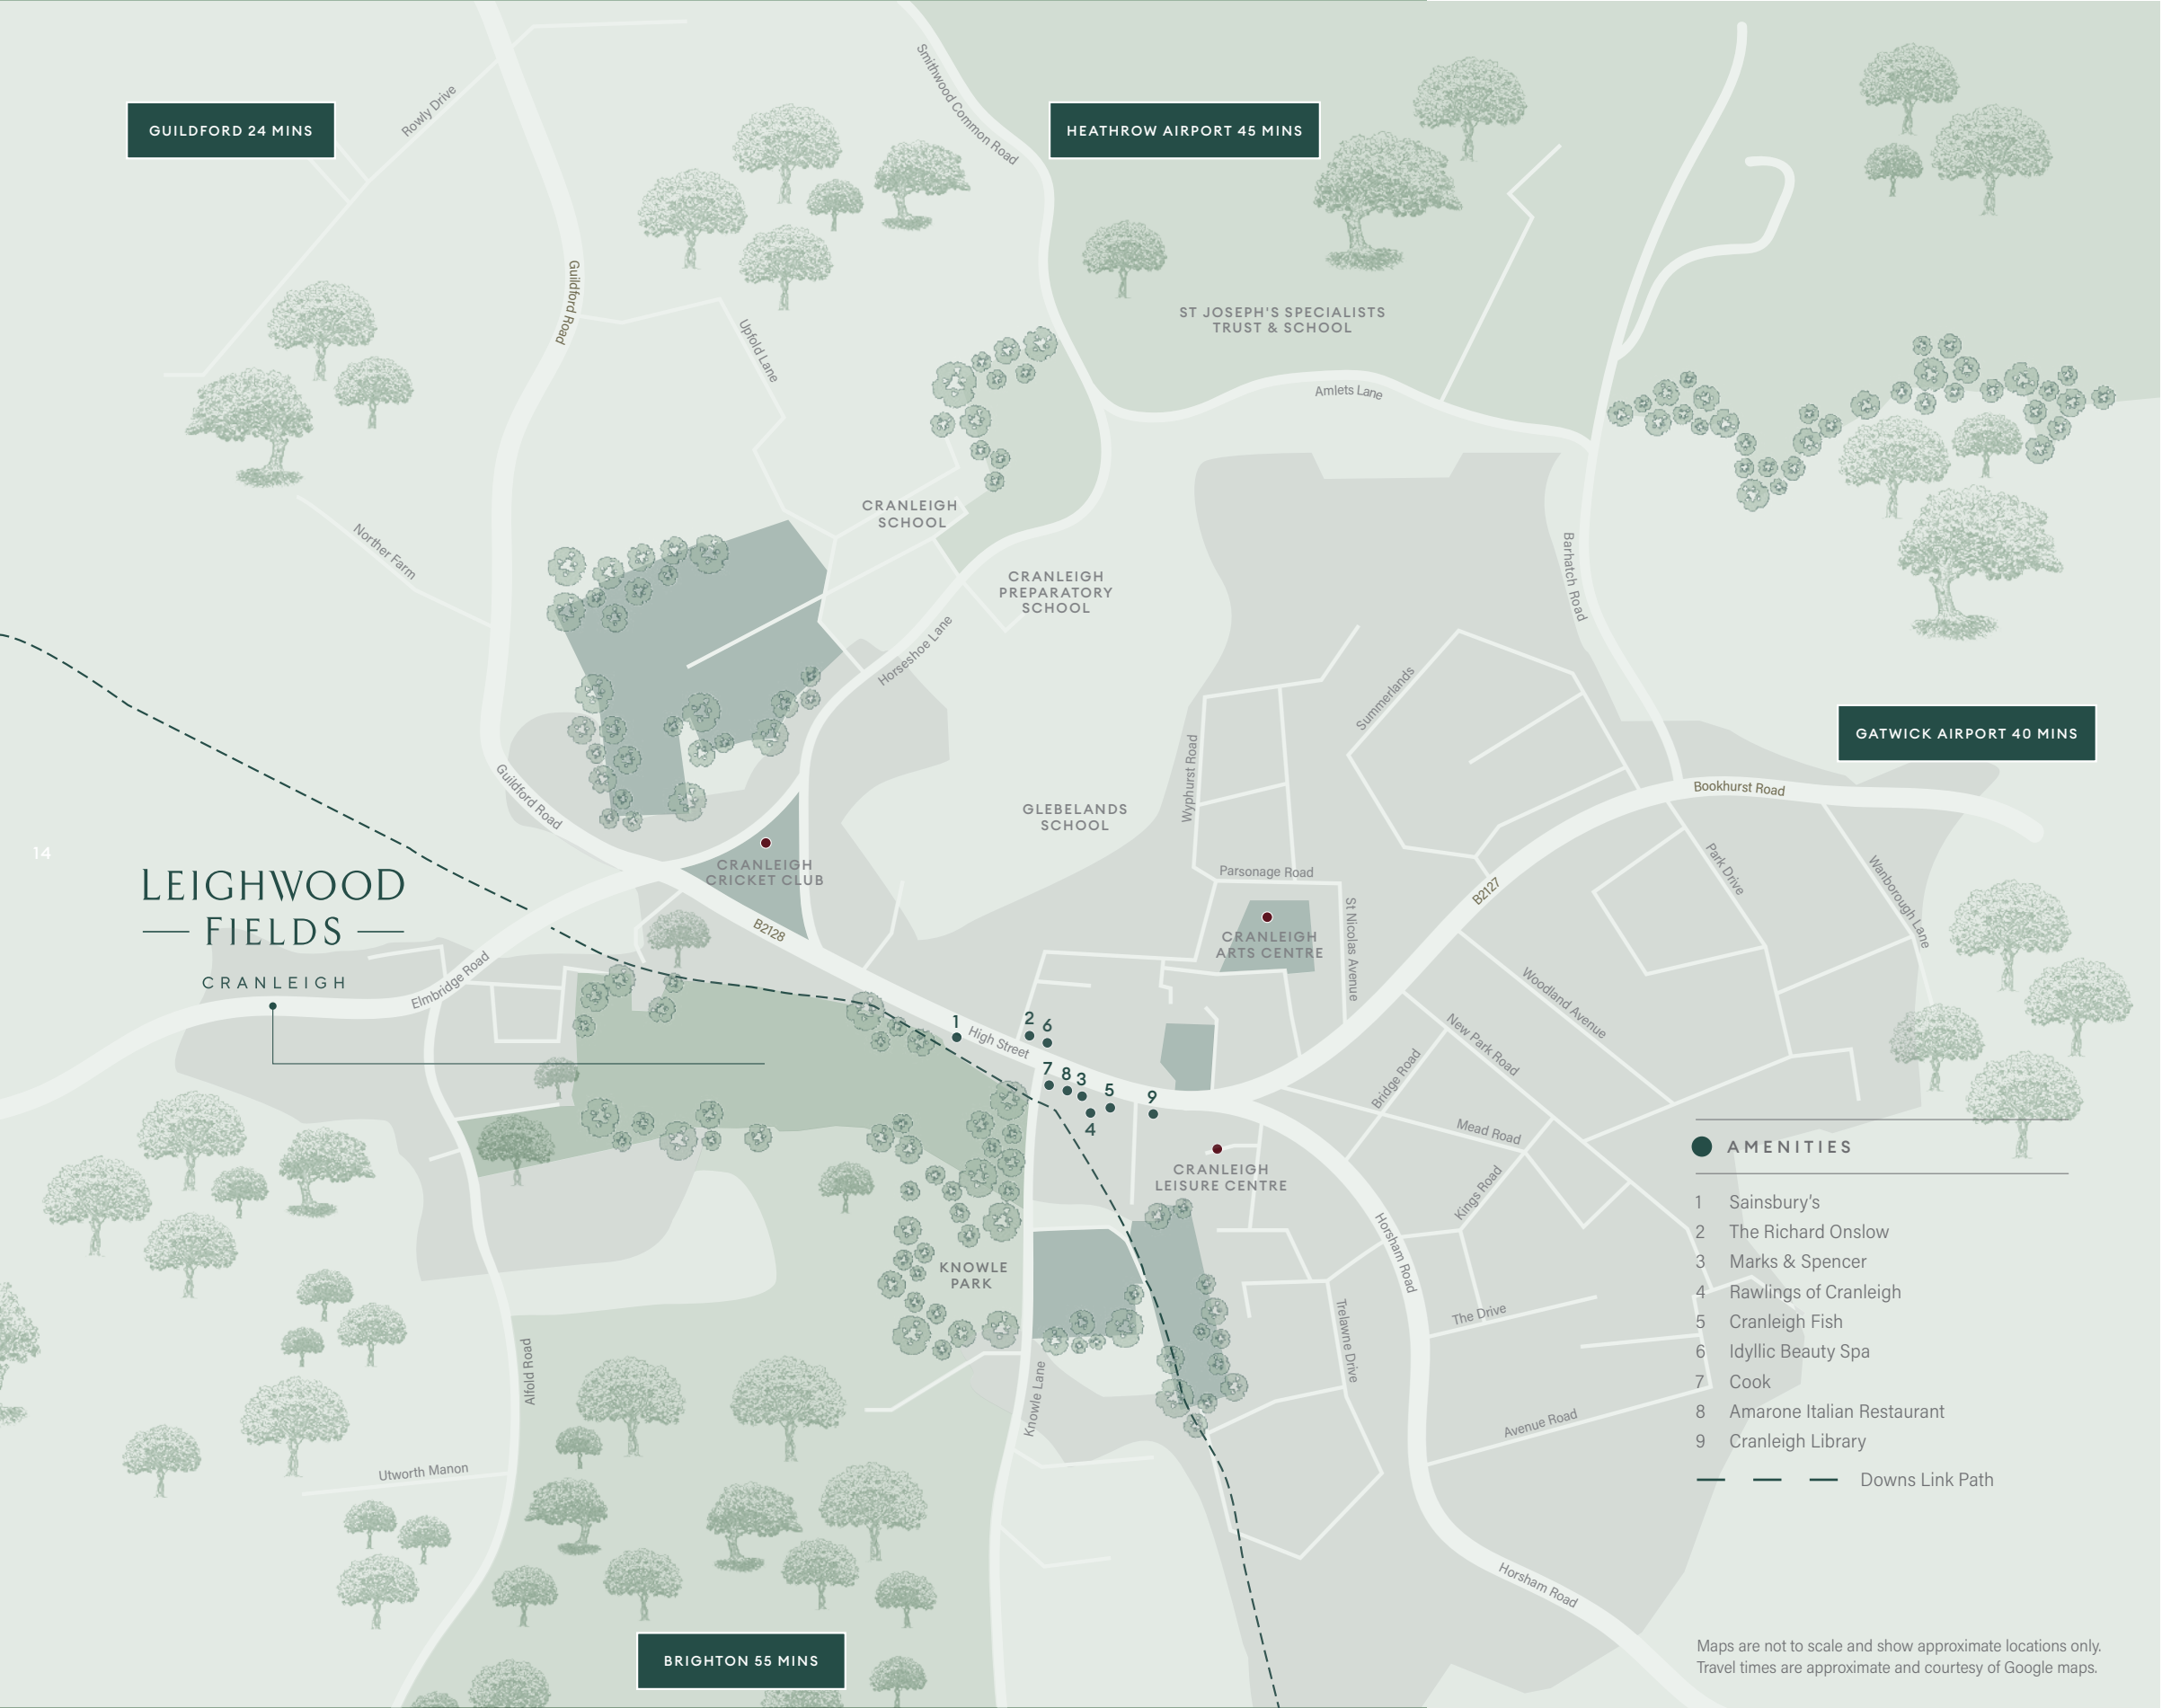 GUILDFORD 24 MINS
HEATHROW AIRPORT 45 MINS
Rowly Drive
Smithwood Common Road
Guildford Road
Upfold Lane
ST JOSEPH'S SPECIALISTS
TRUST & SCHOOL
Amlets Lane
CRANLEIGH
SCHOOL
Norther Farm
CRANLEIGH
PREPARATORY
SCHOOL
Barhatch Road
Horseshoe Lane
Summerlands
GATWICK AIRPORT 40 MINS
Wyphurst Road
Guildford Road
GLEBELANDS
SCHOOL
Bookhurst Road
14
LEIGHWOOD
FIELDS
CRANLEIGH
CRANLEIGH
CRICKET CLUB
Parsonage Road
B2127
Park Drive
Wanborough Lane
B2128
St Nicolas Avenue
CRANLEIGH
ARTS CENTRE
Elmbridge Road
Woodland Avenue
1
High Street
2
6
New Park Road
7
8
3
5
9
4
Bridge Road
Mead Road
CRANLEIGH
LEISURE CENTRE
Kings Road
Horsham Road
KNOWLE
PARK
The Drive
Trelawne Drive
Alfold Road
Knowle Lane
Avenue Road
Utworth Manon
Horsham Road
BRIGHTON 55 MINS
AMENITIES
1 Sainsbury's
2 The Richard Onslow
3 Marks & Spencer
4 Rawlings of Cranleigh
5 Cranleigh Fish
6 Idyllic Beauty Spa
7 Cook
8 Amarone Italian Restaurant
9 Cranleigh Library
Downs Link Path
Maps are not to scale and show approximate locations only.
Travel times are approximate and courtesy of Google maps.